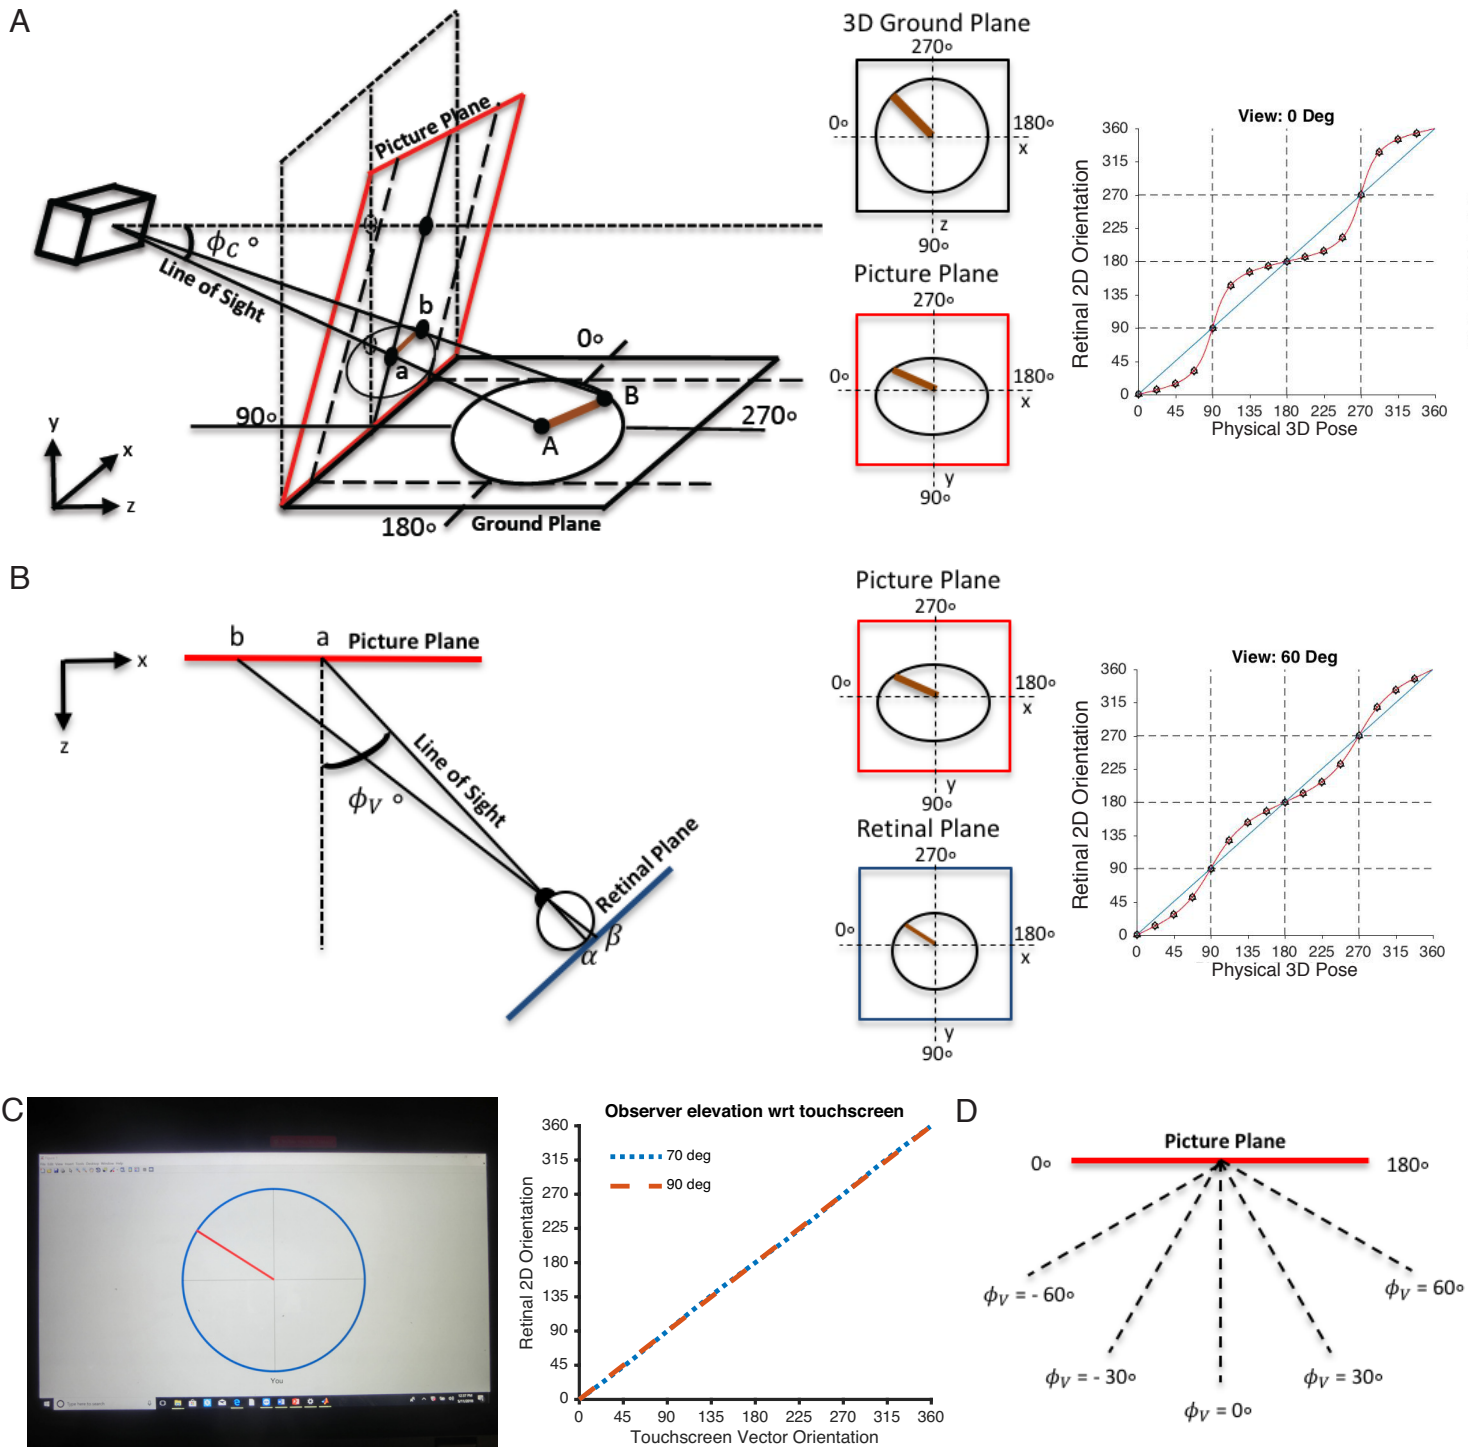 A
3D Ground Plane
270°
0°
180°
x
z
90°
Picture Plane
270°
0°
180°
x
y
90°
View: 0 Deg
360
315
270
225
180
135
90
45
0
Retinal 2D Orientation
0 45 90 135 180 225 270 315 360
Physical 3D Pose
Picture Plane
ϕC °
Line of Sight
b
a
0°
B
A
90°
270°
180°
Ground Plane
y
x
z
B
b
a
Picture Plane
x
z
Line of Sight
ϕV °
Retinal Plane
β
α
Picture Plane
270°
0°
180°
x
y
90°
Retinal Plane
270°
0°
180°
x
y
90°
View: 60 Deg
360
315
270
225
180
135
90
45
0
Retinal 2D Orientation
0 45 90 135 180 225 270 315 360
Physical 3D Pose
C
You
Observer elevation wrt touchscreen
70 deg
90 deg
360
315
270
225
180
135
90
45
0
Retinal 2D Orientation
0 45 90 135 180 225 270 315 360
Touchscreen Vector Orientation
D
Picture Plane
0°
180°
ϕV = - 60°
ϕV = 60°
ϕV = - 30°
ϕV = 30°
ϕV = 0°